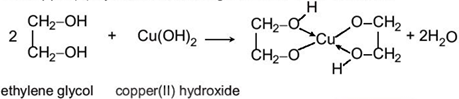 H
CH₂–OH CH₂–O O–CH₂
2 + Cu(OH)₂ → Cu + 2H₂O
CH₂–OH CH₂–O O–CH₂
H
ethylene glycol copper(II) hydroxide